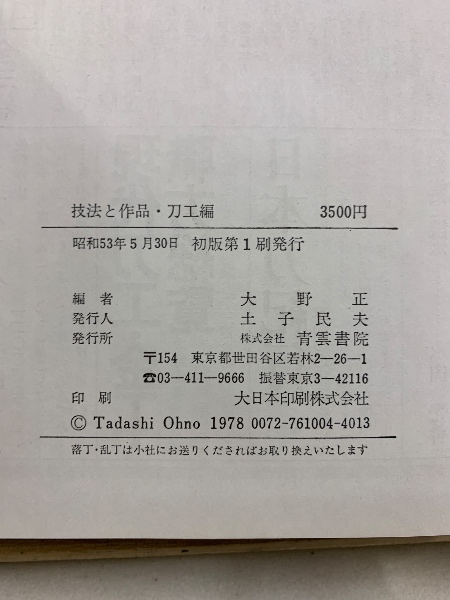 技法と作品・刀工編 3500円
昭和53年5月30日 初版第1刷発行
編者 大野正
発行人 土子民夫
発行所 株式会社 青雲書院
〒154 東京都世田谷区若林2−26−1
☎03−411−9666 振替東京3−42116
印刷 大日本印刷株式会社
© Tadashi Ohno 1978 0072-761004-4013
落丁・乱丁は小社にお送りくださればお取り換えいたします